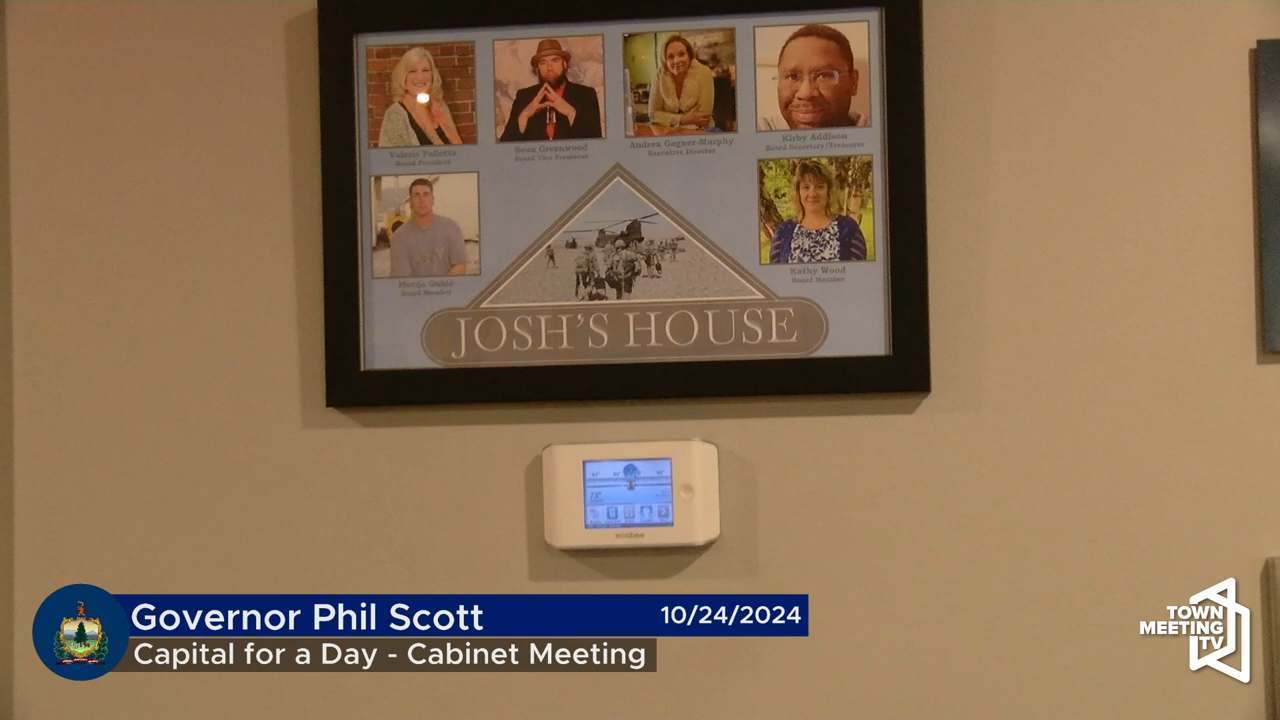 Valerie Pallotta
Board President
Sean Greenwood
Board Vice President
Andrea Gagner-Murphy
Executive Director
Kirby Addison
Board Secretary/Treasurer
Board Member
Kathy Wood
Board Member
JOSH'S HOUSE
ecobee
Governor Phil Scott
10/24/2024
Capital for a Day - Cabinet Meeting
TOWN
MEETING
TV